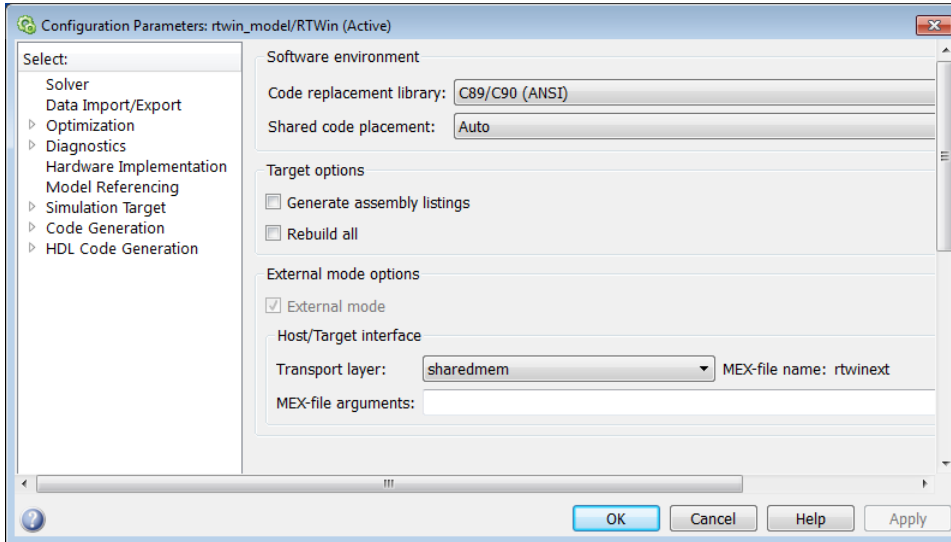 Configuration Parameters: rtwin_model/RTWin (Active)
Select:
Solver
Data Import/Export
Optimization
Diagnostics
Hardware Implementation
Model Referencing
Simulation Target
Code Generation
HDL Code Generation
Software environment
Code replacement library: C89/C90 (ANSI)
Shared code placement: Auto
Target options
Generate assembly listings
Rebuild all
External mode options
External mode
Host/Target interface
Transport layer: sharedmem MEX-file name: rtwinext
MEX-file arguments:
OK Cancel Help Apply